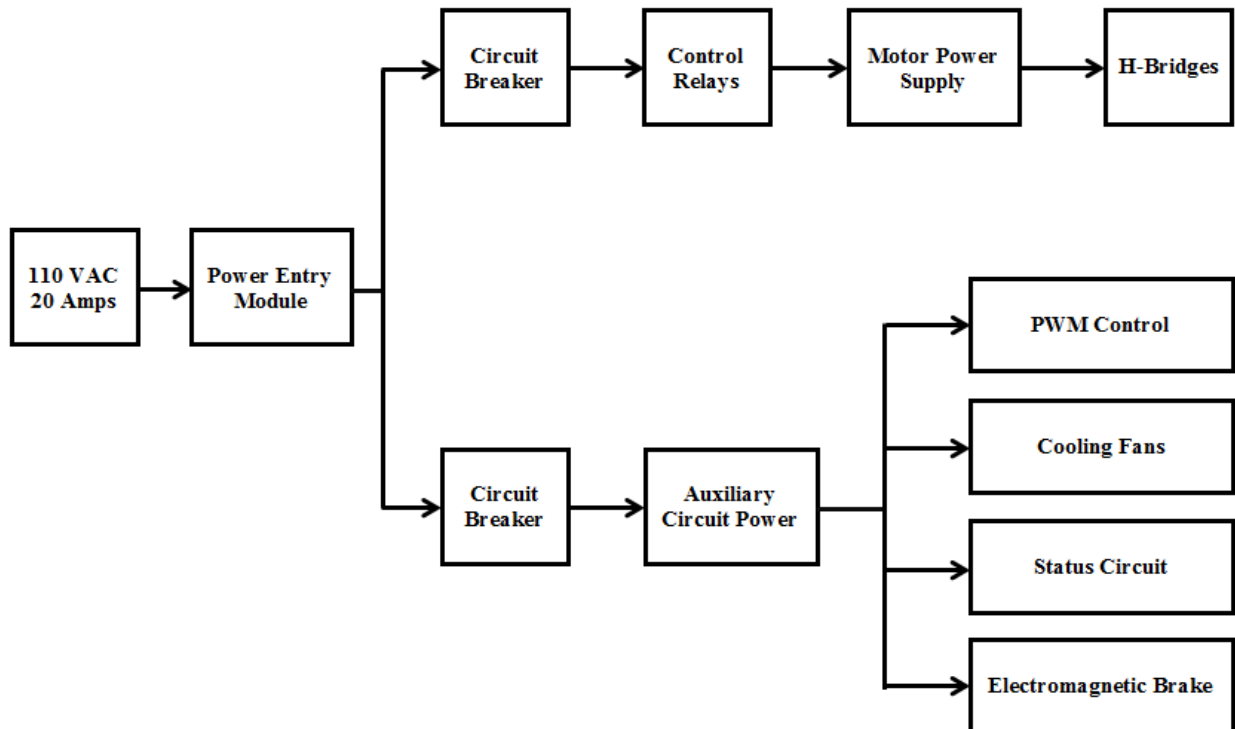 Circuit
Breaker
Control
Relays
Motor Power
Supply
H-Bridges
110 VAC
20 Amps
Power Entry
Module
PWM Control
Cooling Fans
Circuit
Breaker
Auxiliary
Circuit Power
Status Circuit
Electromagnetic Brake